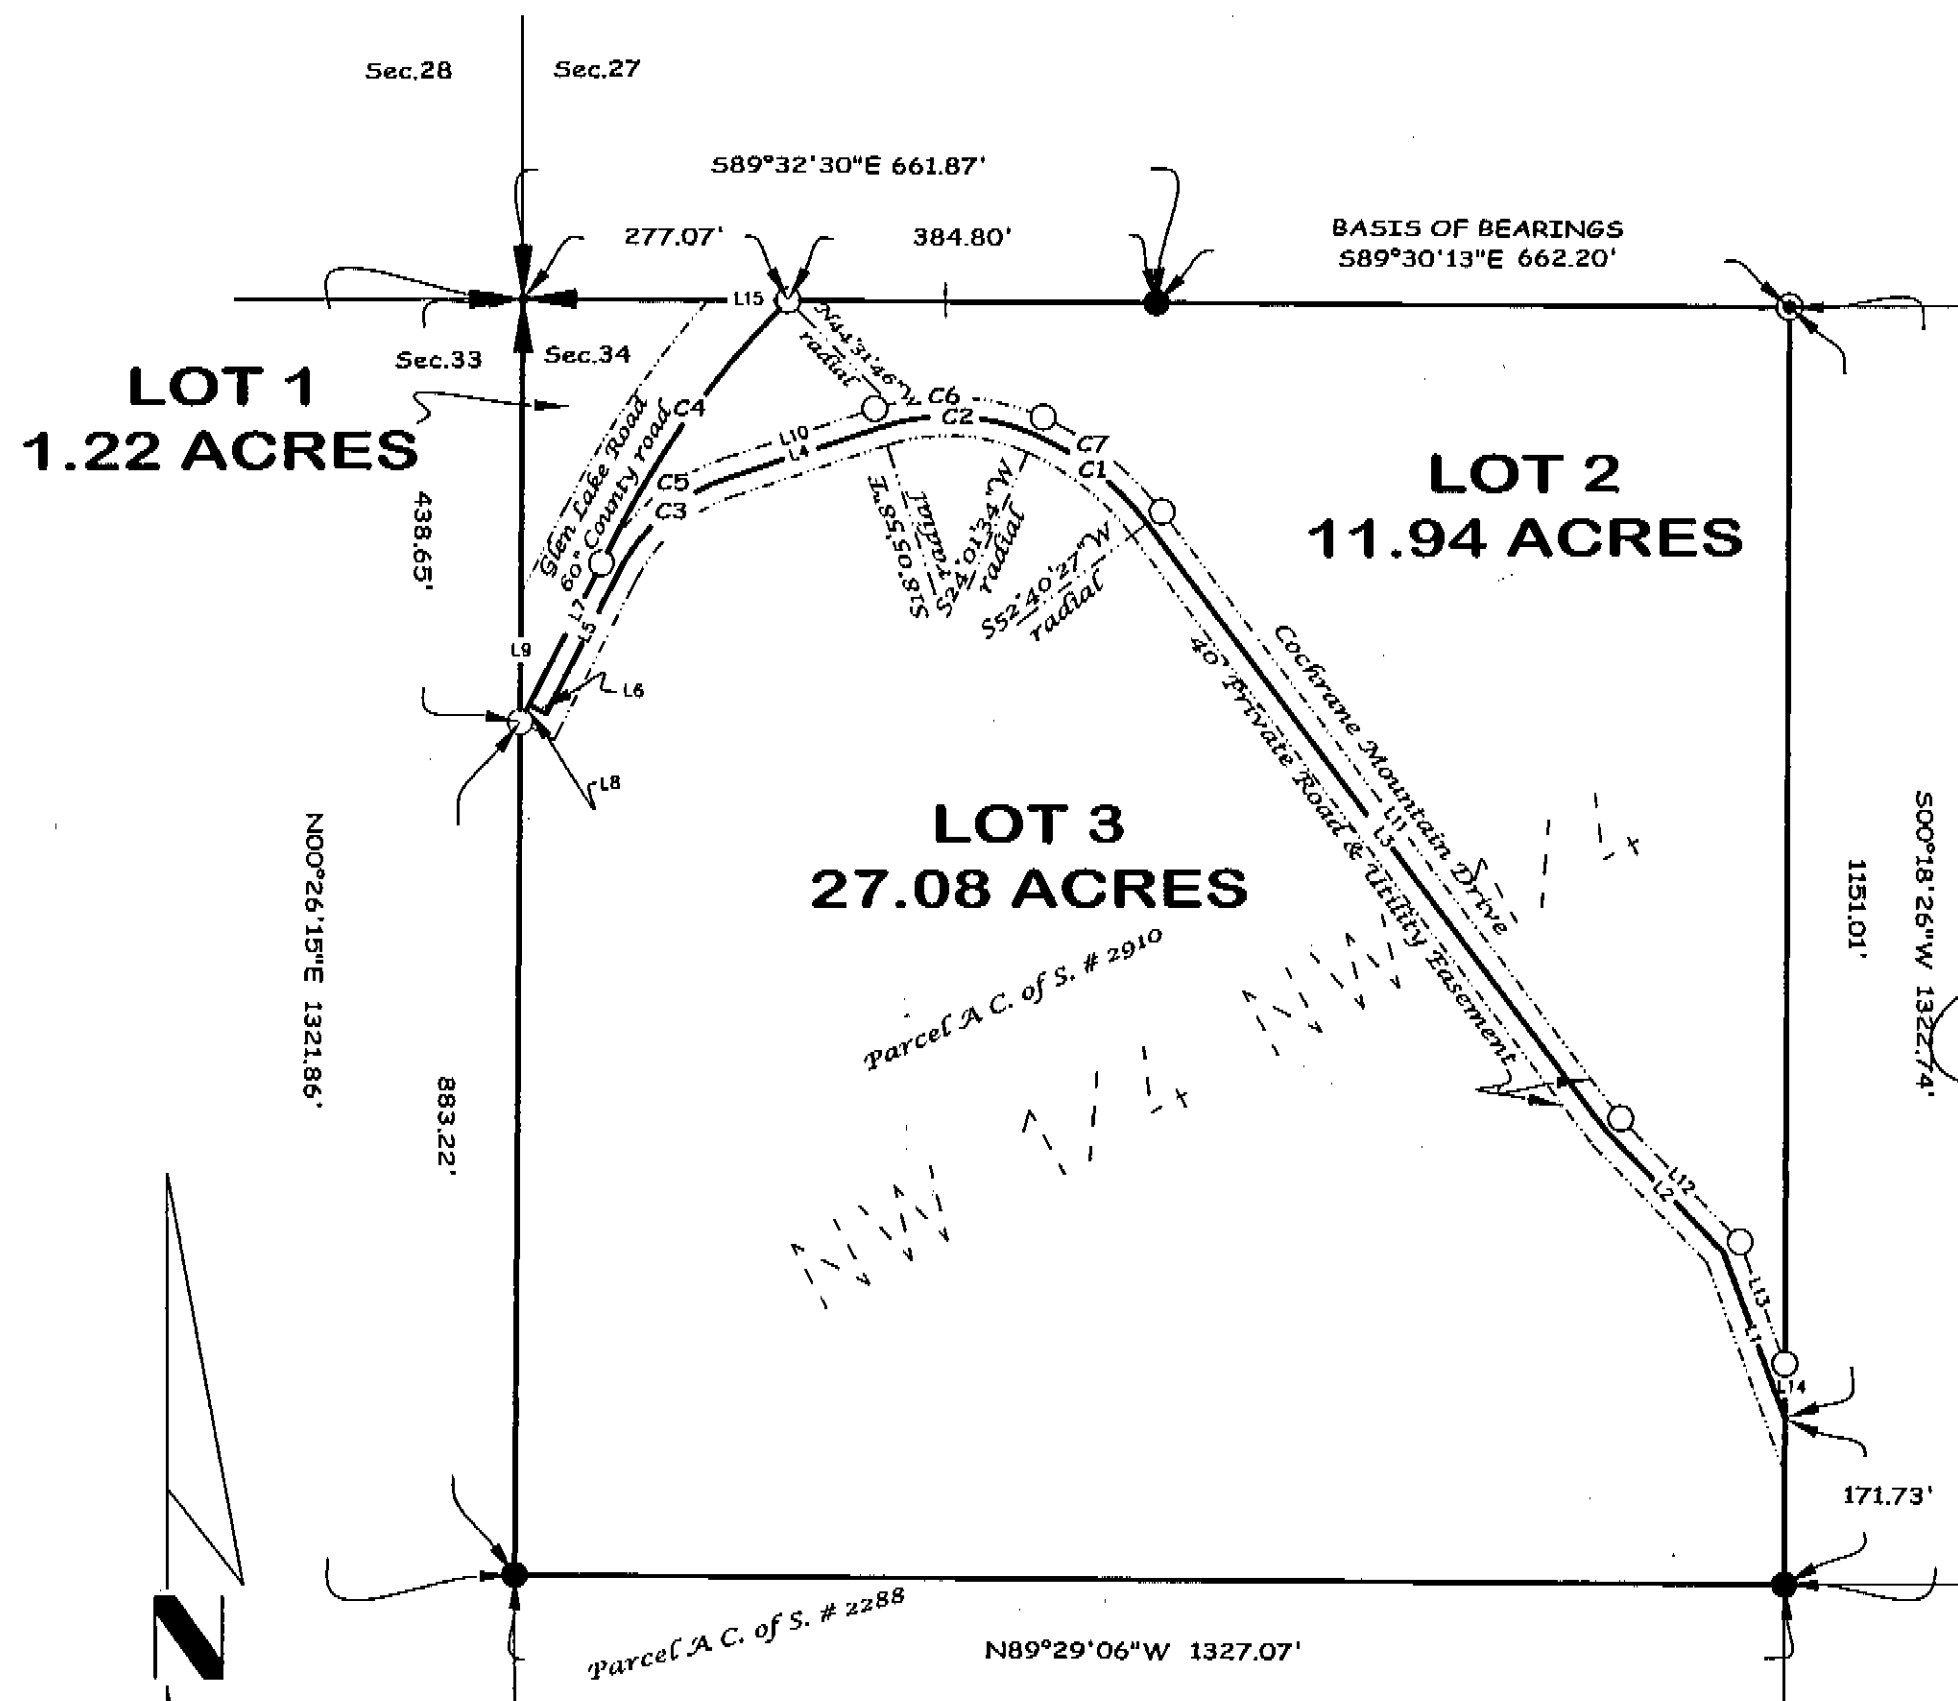 Sec.28
Sec.27
S89°32'30"E 661.87'
277.07'
384.80'
BASIS OF BEARINGS
S89°30'13"E 662.20'
L15
N44°31'46"W
radial
Sec.33
Sec.34
LOT 1
1.22 ACRES
Glen Lake Road
60" County road
C4
C6
C2
C7
C1
L10
L4
C5
C3
438.65'
S18°05'58"E
radial
S24°01'34"W
radial
S52°40'27"W
radial
LOT 2
11.94 ACRES
L7
L5
L9
L6
L8
Cochrane Mountain Drive
40' Private Road & Utility Easement
L11
L3
LOT 3
27.08 ACRES
N00°26'15"E 1321.86'
883.22'
Parcel A C. of S. # 2910
1151.01'
S00°18'26"W 1322.74'
L12
L2
L13
L1
L14
171.73'
Parcel A C. of S. # 2288
N89°29'06"W 1327.07'
N